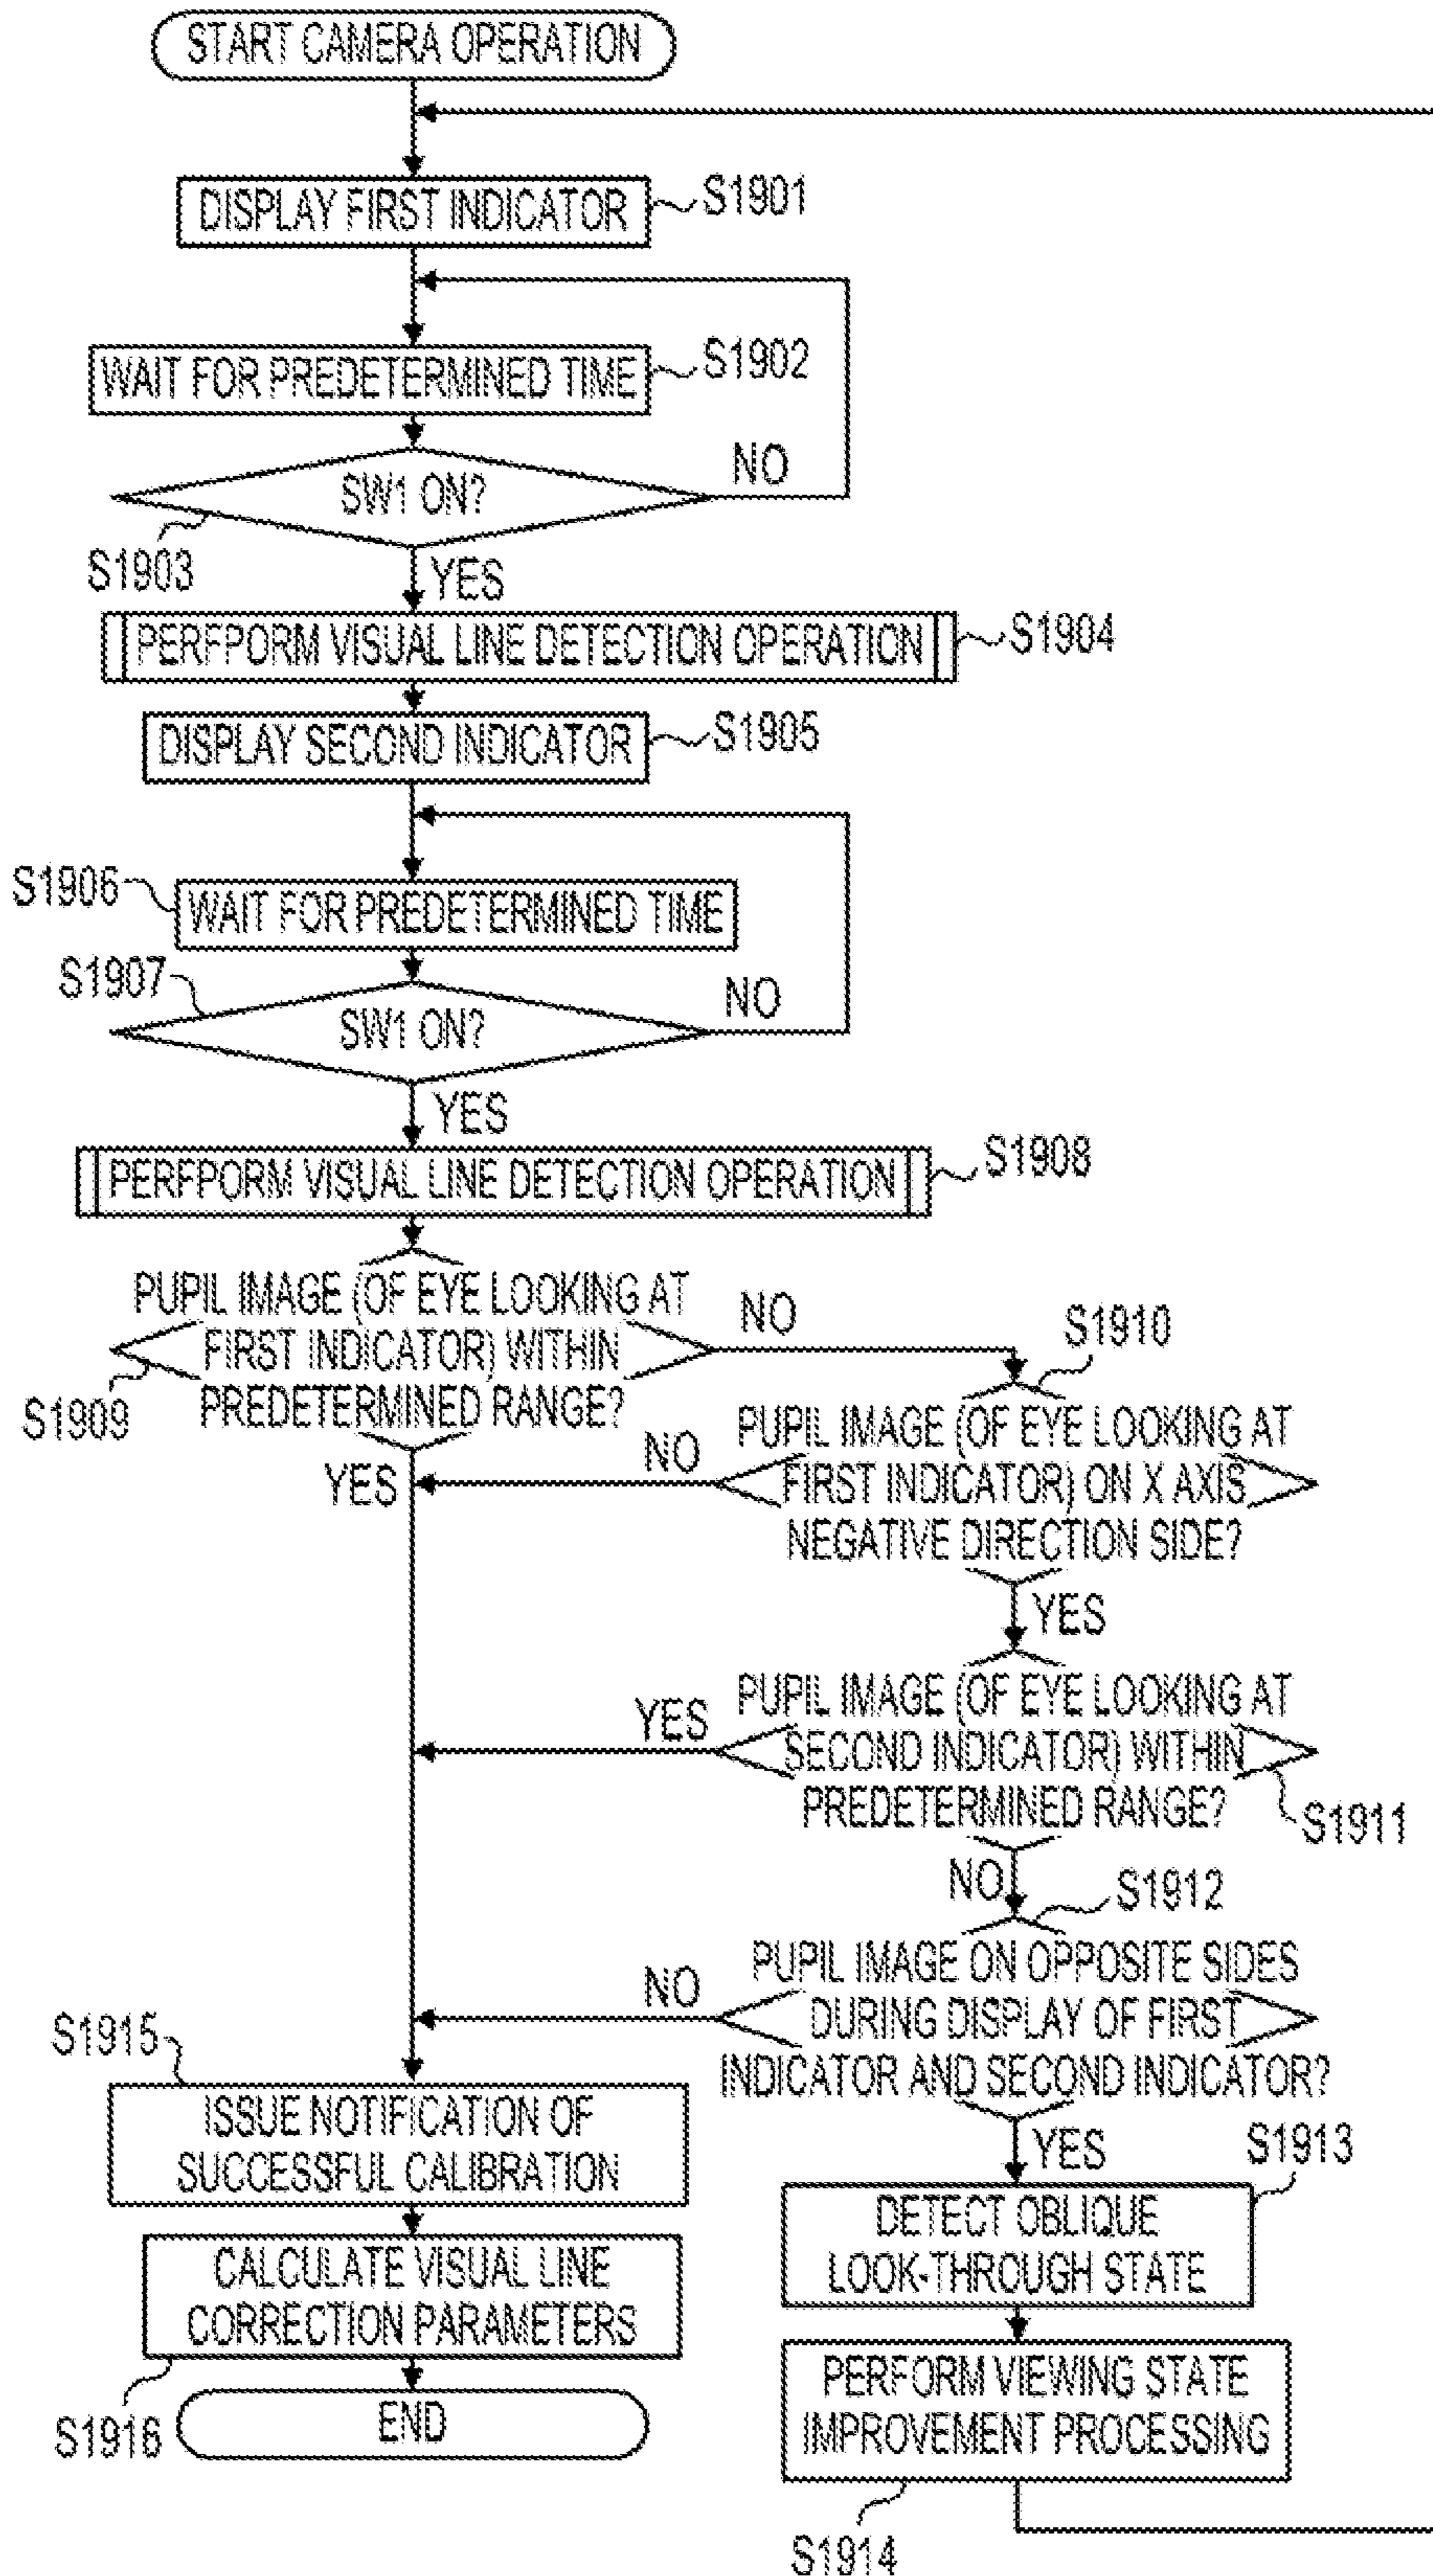 START CAMERA OPERATION
DISPLAY FIRST INDICATOR
S1901
WAIT FOR PREDETERMINED TIME
S1902
SW1 ON?
NO
S1903
YES
PERFPORM VISUAL LINE DETECTION OPERATION
S1904
DISPLAY SECOND INDICATOR
S1905
S1906
WAIT FOR PREDETERMINED TIME
S1907
SW1 ON?
NO
YES
PERFPORM VISUAL LINE DETECTION OPERATION
S1908
PUPIL IMAGE (OF EYE LOOKING AT
FIRST INDICATOR) WITHIN
PREDETERMINED RANGE?
NO
S1909
YES
S1910
PUPIL IMAGE (OF EYE LOOKING AT
FIRST INDICATOR) ON X AXIS
NEGATIVE DIRECTION SIDE?
NO
YES
PUPIL IMAGE (OF EYE LOOKING AT
SECOND INDICATOR) WITHIN
PREDETERMINED RANGE?
YES
S1911
NO
S1912
PUPIL IMAGE ON OPPOSITE SIDES
DURING DISPLAY OF FIRST
INDICATOR AND SECOND INDICATOR?
NO
YES
S1915
ISSUE NOTIFICATION OF
SUCCESSFUL CALIBRATION
S1913
DETECT OBLIQUE
LOOK-THROUGH STATE
CALCULATE VISUAL LINE
CORRECTION PARAMETERS
S1916
END
PERFORM VIEWING STATE
IMPROVEMENT PROCESSING
S1914